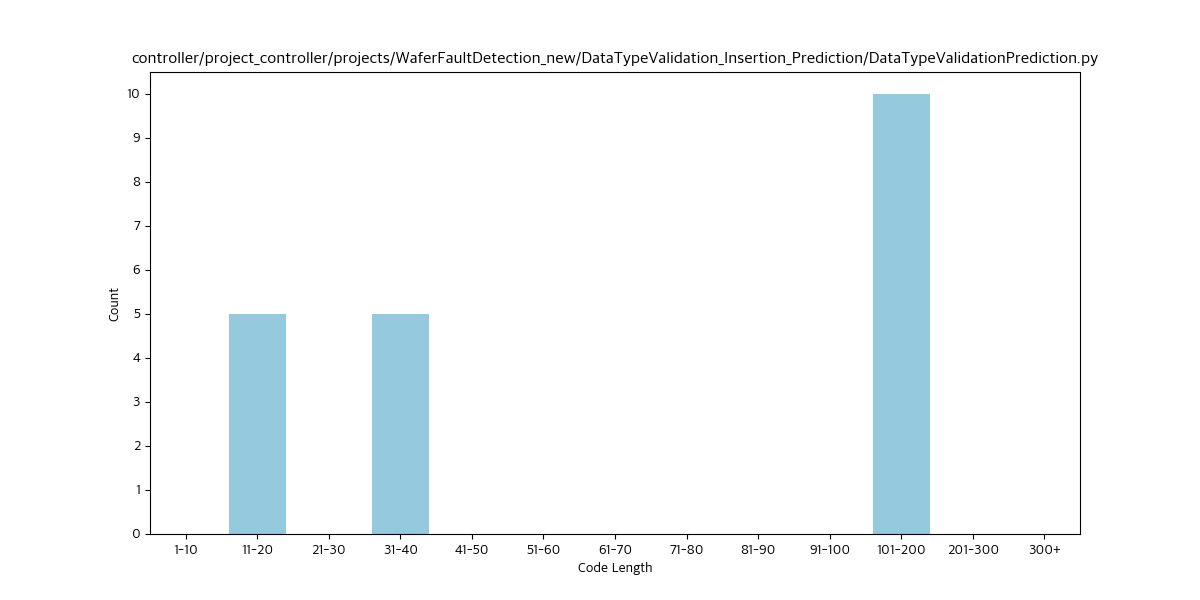 controller/project_controller/projects/WaferFaultDetection_new/DataTypeValidation_Insertion_Prediction/DataTypeValidationPrediction.py
10
9
8
7
6
5
4
3
2
1
0
Count
1-10 11-20 21-30 31-40 41-50 51-60 61-70 71-80 81-90 91-100 101-200 201-300 300+
Code Length